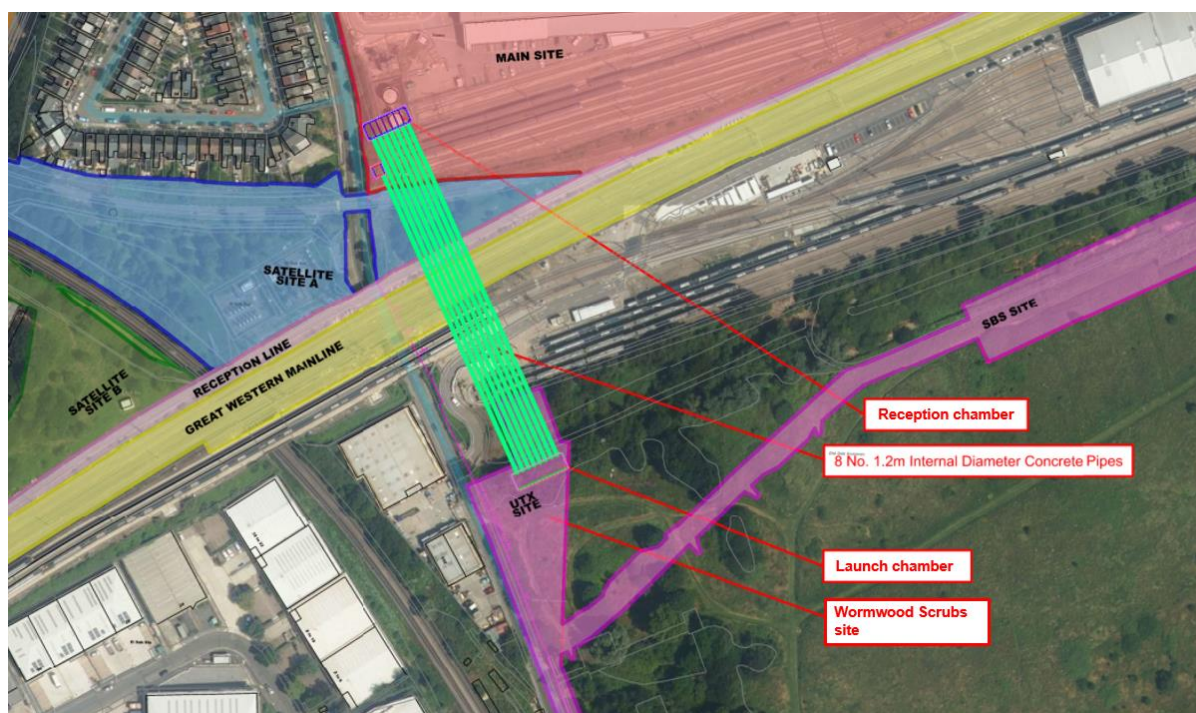 MAIN SITE
SATELLITE
SITE A
SBS SITE
RECEPTION LINE
GREAT WESTERN MAINLINE
SATELLITE
SITE B
Reception chamber
8 No. 1.2m Internal Diameter Concrete Pipes
UTX
SITE
Launch chamber
Wormwood Scrubs
site